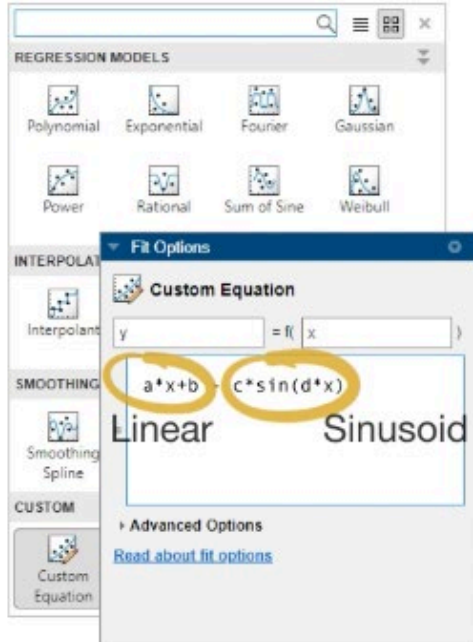 REGRESSION MODELS
Polynomial Exponential Fourier Gaussian
Power Rational Sum of Sine Weibull
INTERPOLAT
Interpolant
SMOOTHING
Smoothing
Spline
CUSTOM
Custom
Equation
Fit Options
Custom Equation
y = f( x )
a*x+b + c*sin(d*x)
Linear Sinusoid
Advanced Options
Read about fit options